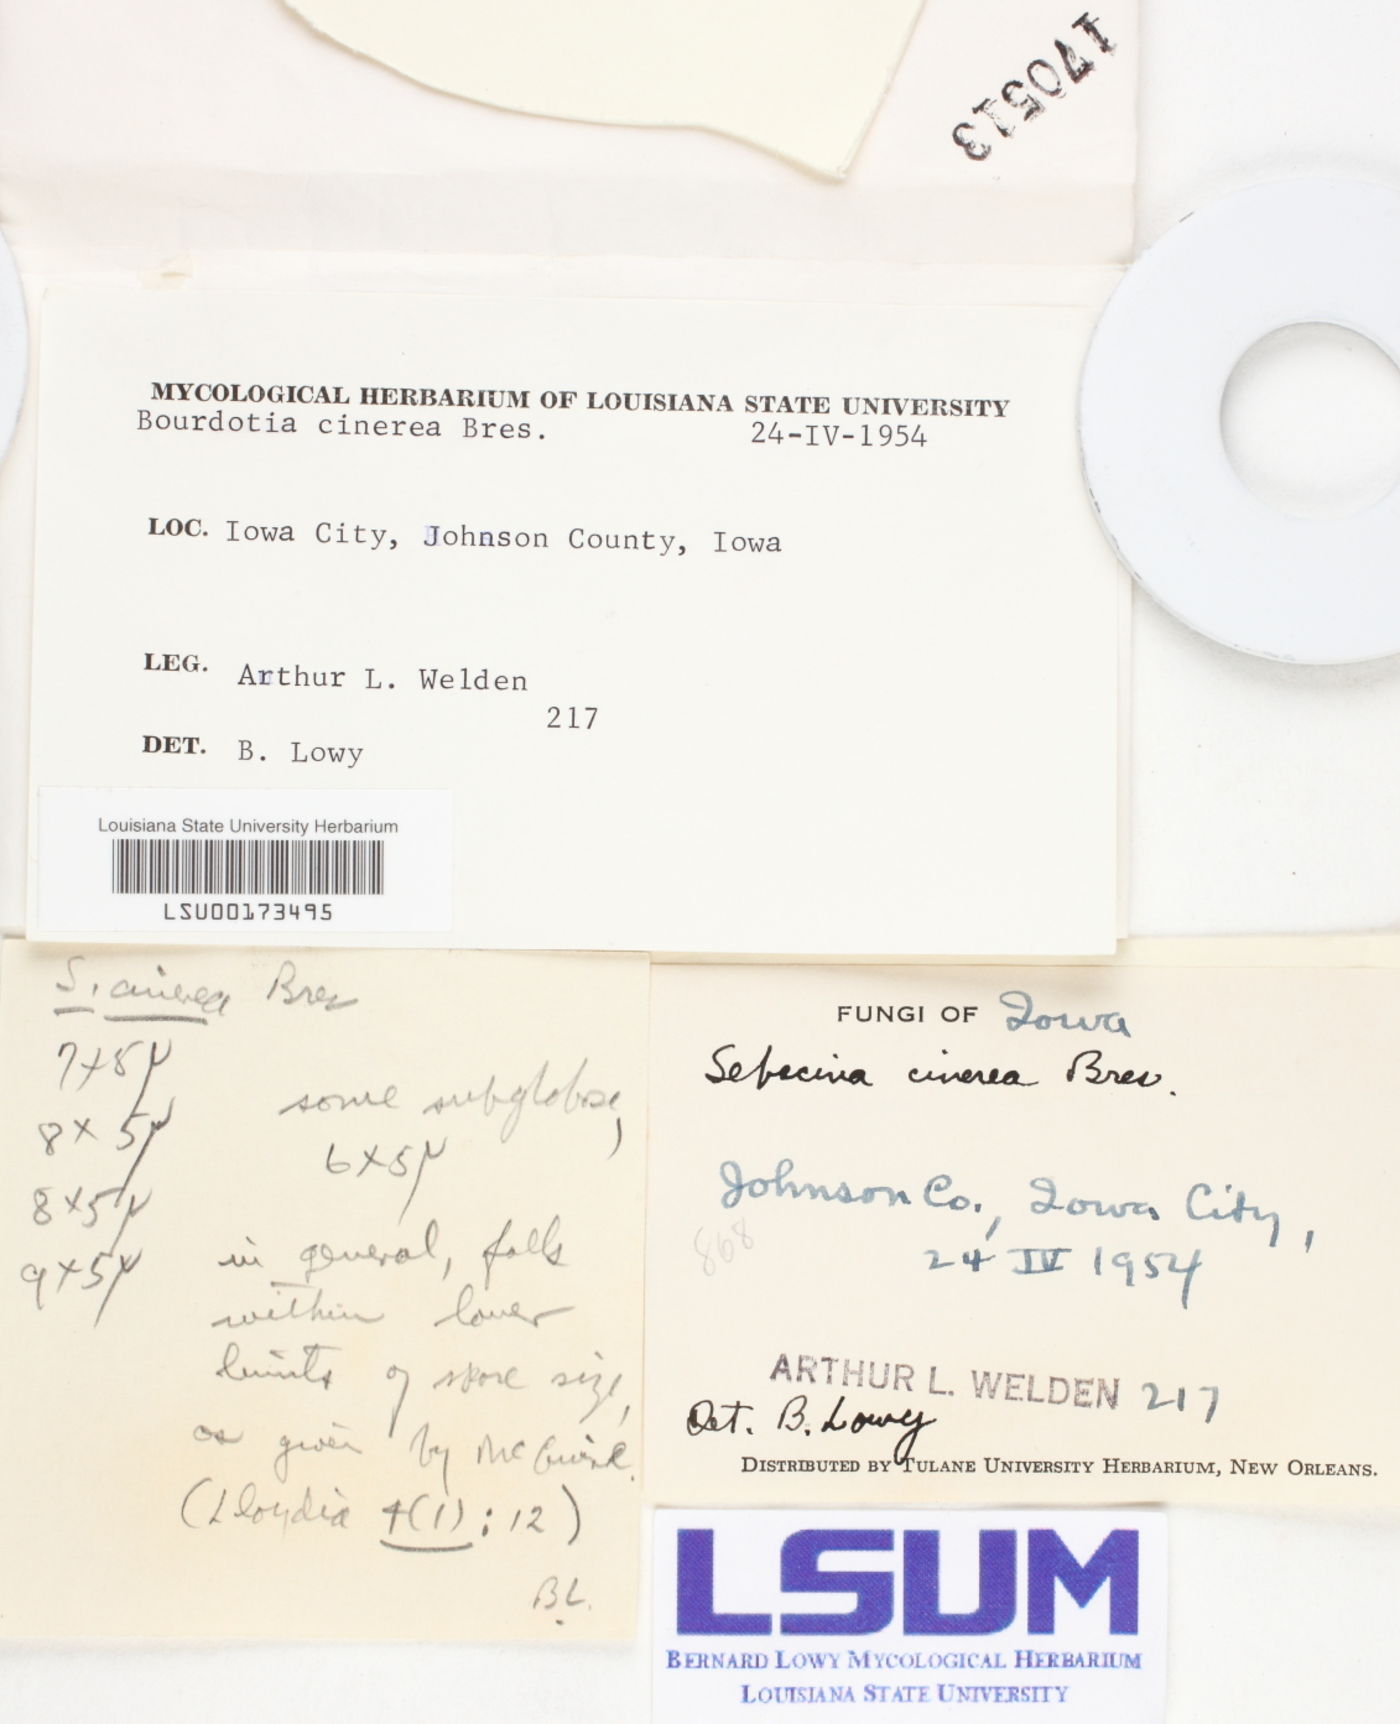 170513
MYCOLOGICAL HERBARIUM OF LOUISIANA STATE UNIVERSITY
Bourdotia cinerea Bres. 24-IV-1954
LOC. Iowa City, Johnson County, Iowa
LEG. Arthur L. Welden
217
DET. B. Lowy
Louisiana State University Herbarium
LSU00173495
S. cinerea Bres
7×5μ
8×5μ
8×5μ
9×5μ
some subglobose,
6×5μ
in general, falls
within lower
limits of spore size,
as given by McGuire.
(Lloydia 4(1):12)
B.L.
FUNGI OF Iowa
Sebacina cinerea Bres.
Johnson Co., Iowa City,
868
24 IV 1954
ARTHUR L. WELDEN 217
Det. B. Lowy
DISTRIBUTED BY TULANE UNIVERSITY HERBARIUM, NEW ORLEANS.
LSUM
BERNARD LOWY MYCOLOGICAL HERBARIUM
LOUISIANA STATE UNIVERSITY